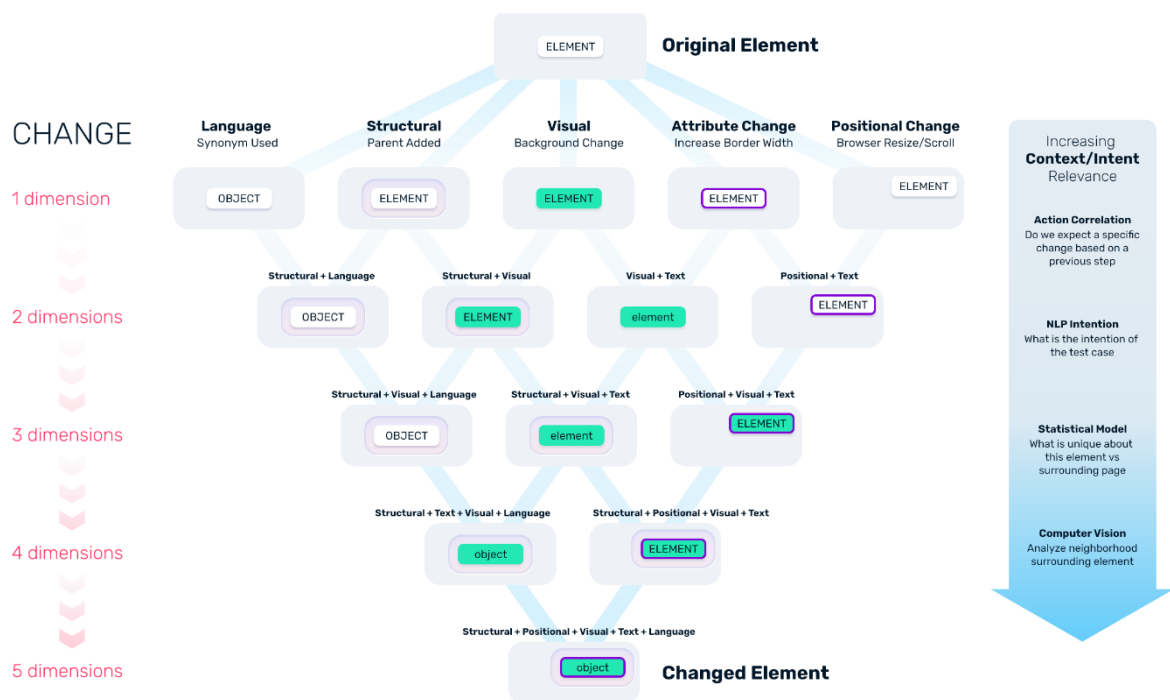 ELEMENT
Original Element
CHANGE
Language
Synonym Used
Structural
Parent Added
Visual
Background Change
Attribute Change
Increase Border Width
Positional Change
Browser Resize/Scroll
1 dimension
OBJECT
ELEMENT
ELEMENT
ELEMENT
ELEMENT
Structural + Language
Structural + Visual
Visual + Text
Positional + Text
2 dimensions
OBJECT
ELEMENT
element
ELEMENT
Structural + Visual + Language
Structural + Visual + Text
Positional + Visual + Text
3 dimensions
OBJECT
element
ELEMENT
Structural + Text + Visual + Language
Structural + Positional + Visual + Text
4 dimensions
object
ELEMENT
Structural + Positional + Visual + Text + Language
5 dimensions
object
Changed Element
Increasing
Context/Intent
Relevance
Action Correlation
Do we expect a specific
change based on a
previous step
NLP Intention
What is the intention of
the test case
Statistical Model
What is unique about
this element vs
surrounding page
Computer Vision
Analyze neighborhood
surrounding element